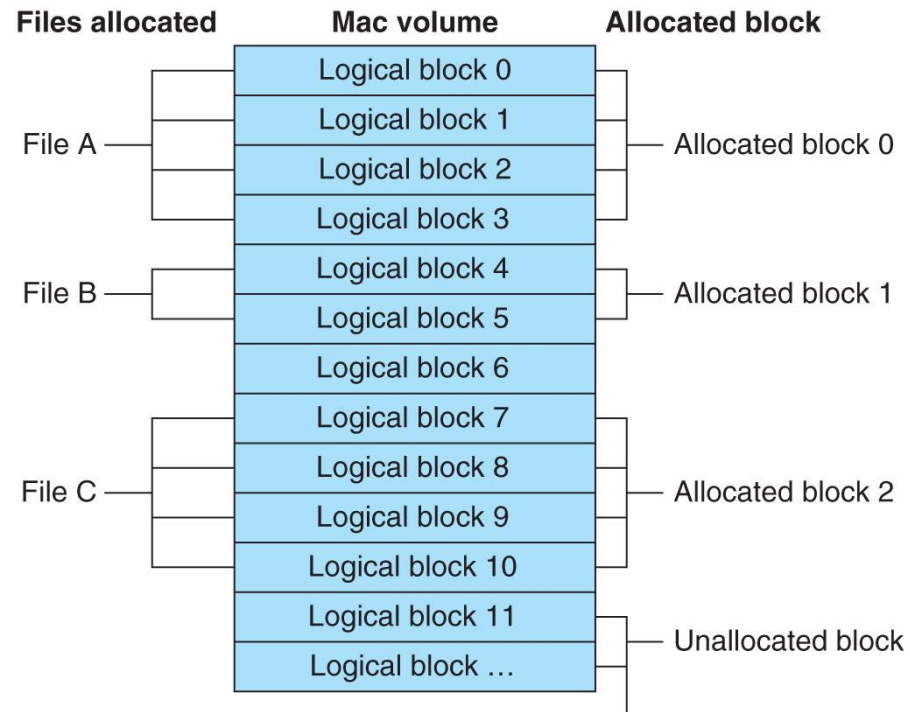 Files allocated Mac volume Allocated block
Logical block 0
Logical block 1
File A Allocated block 0
Logical block 2
Logical block 3
Logical block 4
File B Allocated block 1
Logical block 5
Logical block 6
Logical block 7
Logical block 8
File C Allocated block 2
Logical block 9
Logical block 10
Logical block 11
Unallocated block
Logical block …